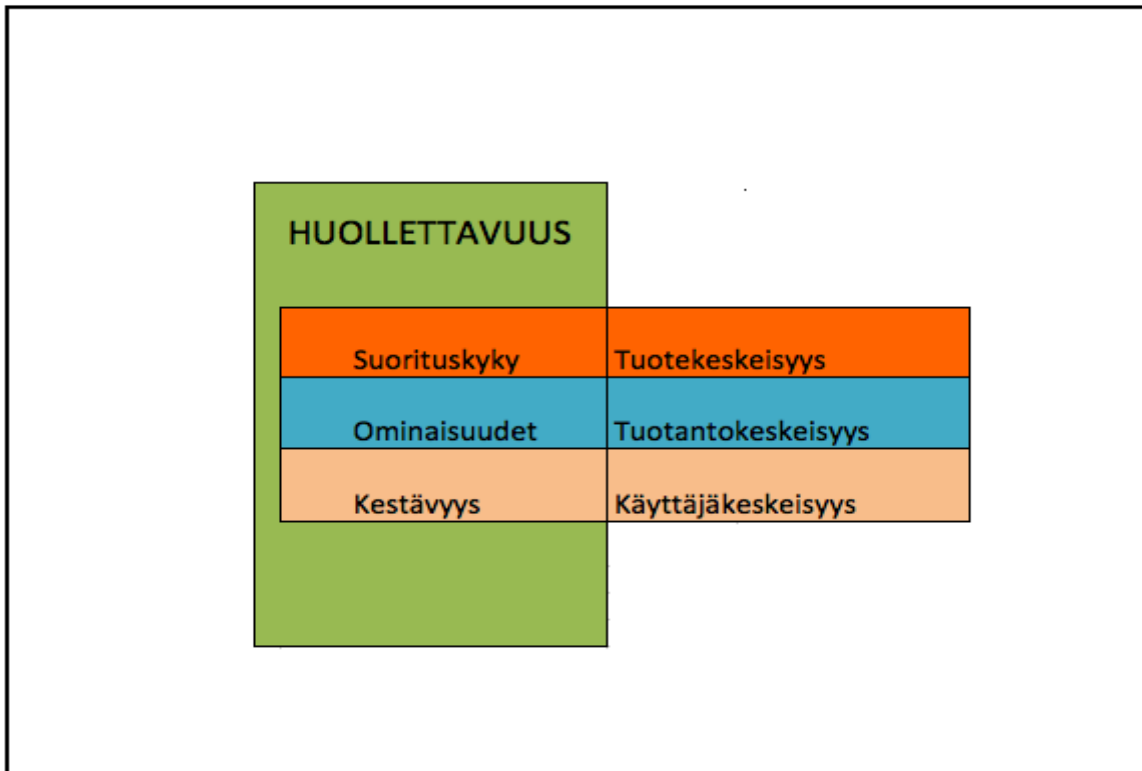 HUOLLETTAVUUS
Suorituskyky Tuotekeskeisyys
Ominaisuudet Tuotantokeskeisyys
Kestävyys Käyttäjäkeskeisyys